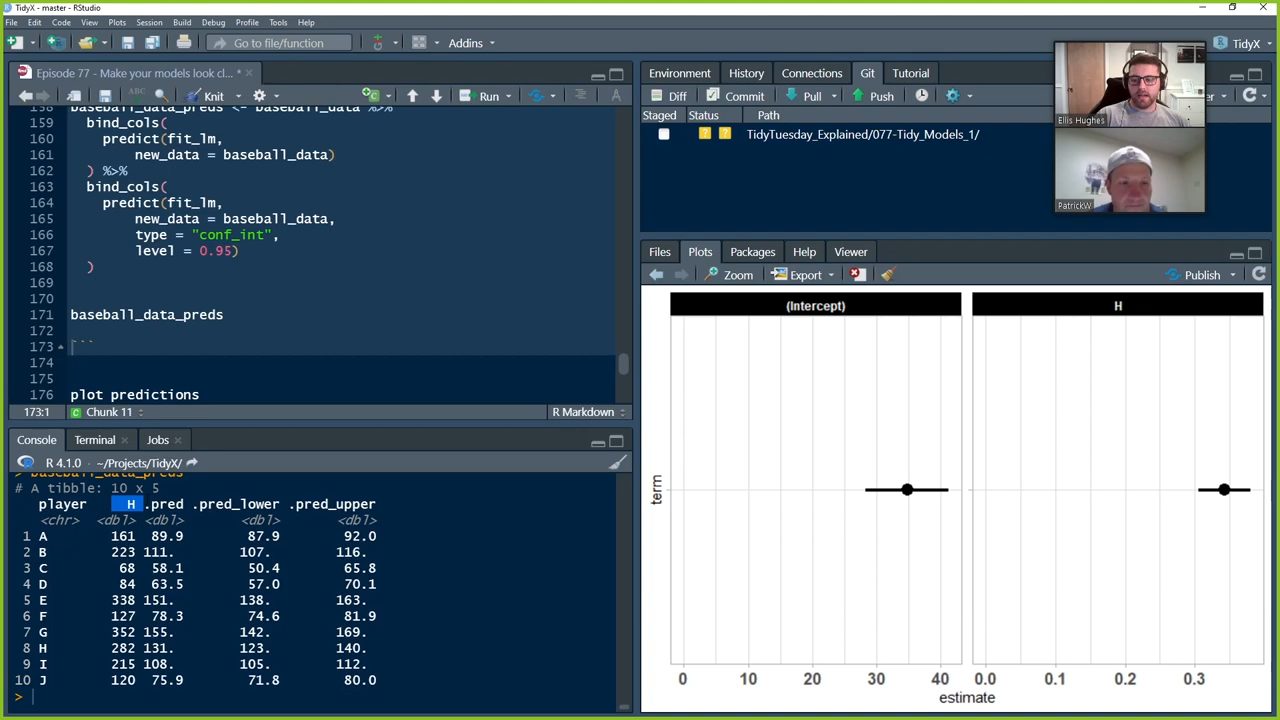 TidyX - master - RStudio
File Edit Code View Plots Session Build Debug Profile Tools Help
Go to file/function
Addins
TidyX
Episode 77 - Make your models look cl...*
Knit
Run
baseball_data_preds <- baseball_data %>%
159 bind_cols(
160 predict(fit_lm,
161 new_data = baseball_data)
162 ) %>%
163 bind_cols(
164 predict(fit_lm,
165 new_data = baseball_data,
166 type = "conf_int",
167 level = 0.95)
168 )
169
170
171 baseball_data_preds
172
173 ```
174
175
176 plot predictions
173:1 Chunk 11 R Markdown
Console Terminal Jobs
R 4.1.0 · ~/Projects/TidyX/
> baseball_data_preds
# A tibble: 10 x 5
player H .pred .pred_lower .pred_upper
<chr> <dbl> <dbl> <dbl> <dbl>
1 A 161 89.9 87.9 92.0
2 B 223 111. 107. 116.
3 C 68 58.1 50.4 65.8
4 D 84 63.5 57.0 70.1
5 E 338 151. 138. 163.
6 F 127 78.3 74.6 81.9
7 G 352 155. 142. 169.
8 H 282 131. 123. 140.
9 I 215 108. 105. 112.
10 J 120 75.9 71.8 80.0
>
Environment History Connections Git Tutorial
Diff Commit Pull Push
Staged Status Path
TidyTuesday_Explained/077-Tidy_Models_1/
Ellis Hughes
PatrickW
Files Plots Packages Help Viewer
Zoom Export Publish
(Intercept) H
term
0 10 20 30 40 0.0 0.1 0.2 0.3
estimate